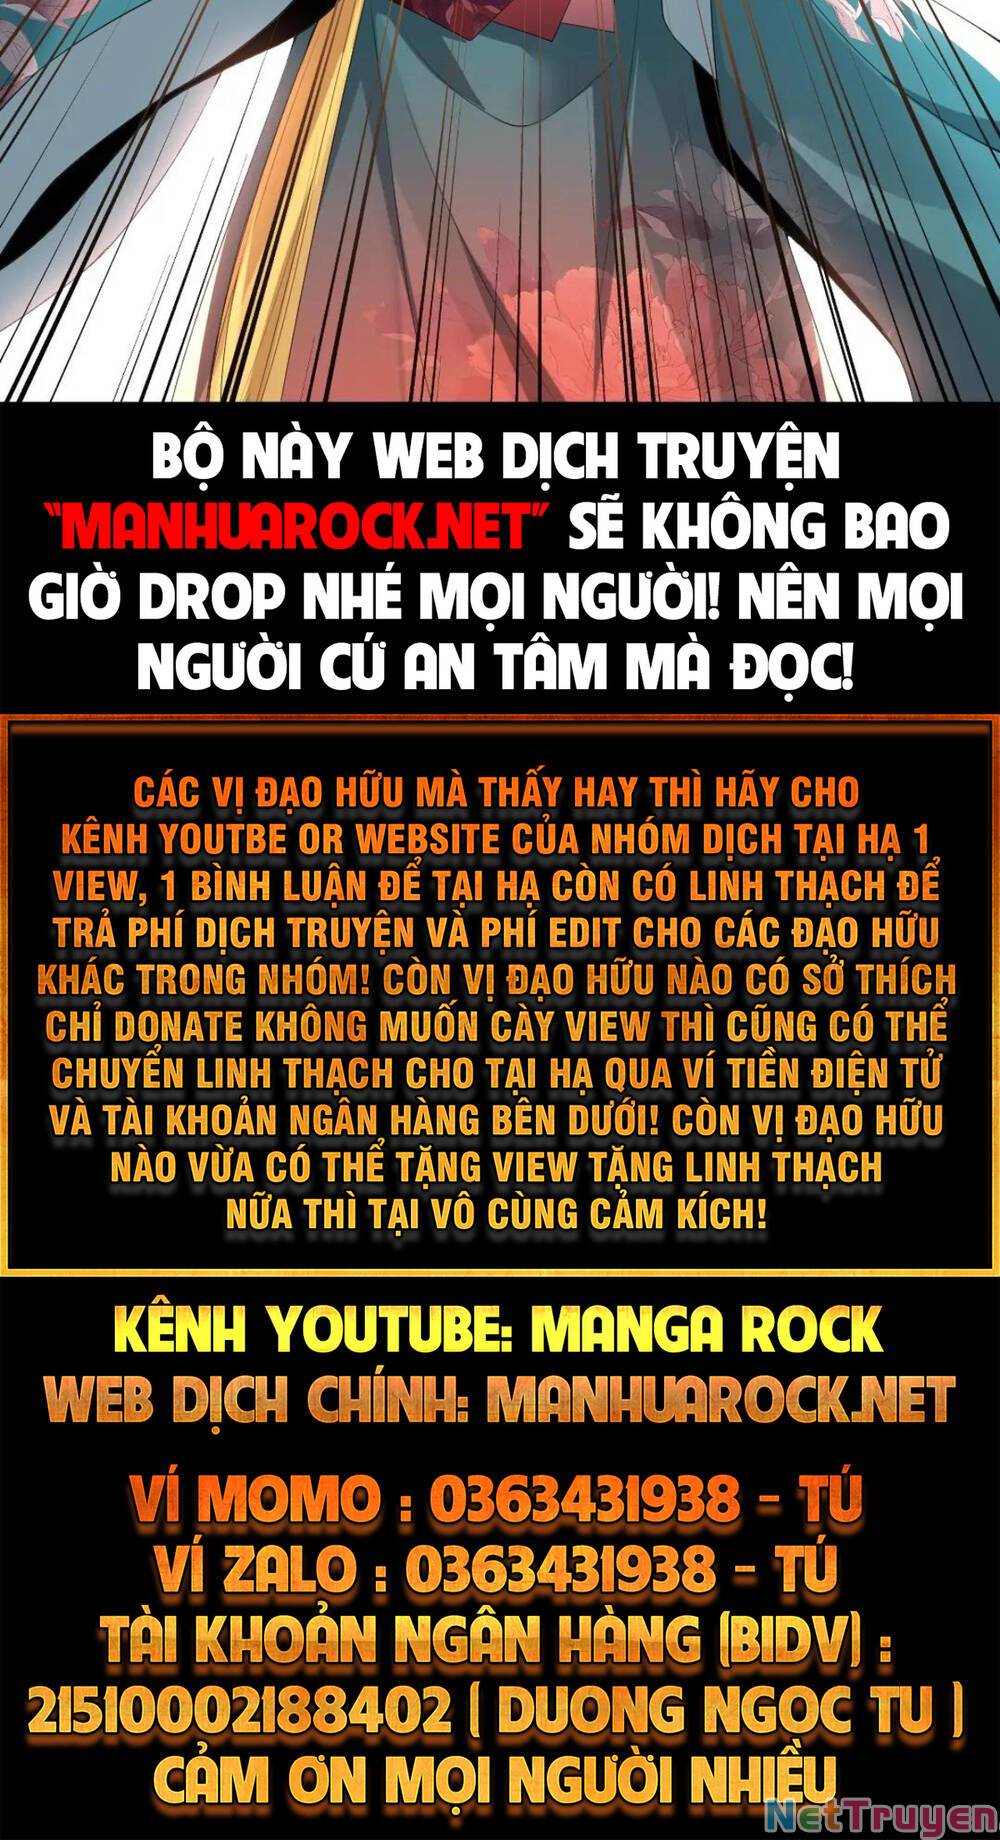 BỘ NÀY WEB DỊCH TRUYỆN
"MANHUAROCK.NET" SẼ KHÔNG BAO
GIỜ DROP NHÉ MỌI NGƯỜI! NÊN MỌI
NGƯỜI CỨ AN TÂM MÀ ĐỌC!
CÁC VỊ ĐẠO HỮU MÀ THẤY HAY THÌ HÃY CHO
KÊNH YOUTBE OR WEBSITE CỦA NHÓM DỊCH TẠI HẠ 1
VIEW, 1 BÌNH LUẬN ĐỂ TẠI HẠ CÒN CÓ LINH THẠCH ĐỂ
TRẢ PHÍ DỊCH TRUYỆN VÀ PHÍ EDIT CHO CÁC ĐẠO HỮU
KHÁC TRONG NHÓM! CÒN VỊ ĐẠO HỮU NÀO CÓ SỞ THÍCH
CHỈ DONATE KHÔNG MUỐN CÀY VIEW THÌ CŨNG CÓ THỂ
CHUYỂN LINH THẠCH CHO TẠI HẠ QUA VÍ TIỀN ĐIỆN TỬ
VÀ TÀI KHOẢN NGÂN HÀNG BÊN DƯỚI! CÒN VỊ ĐẠO HỮU
NÀO VỪA CÓ THỂ TẶNG VIEW TẶNG LINH THẠCH
NỮA THÌ TẠI VÔ CÙNG CẢM KÍCH!
KÊNH YOUTUBE: MANGA ROCK
WEB DỊCH CHÍNH: MANHUAROCK.NET
VÍ MOMO : 0363431938 - TÚ
VÍ ZALO : 0363431938 - TÚ
TÀI KHOẢN NGÂN HÀNG (BIDV) :
21510002188402 ( DUONG NGỌC TU )
CẢM ƠN MỌI NGƯỜI NHIỀU
NetTruyen